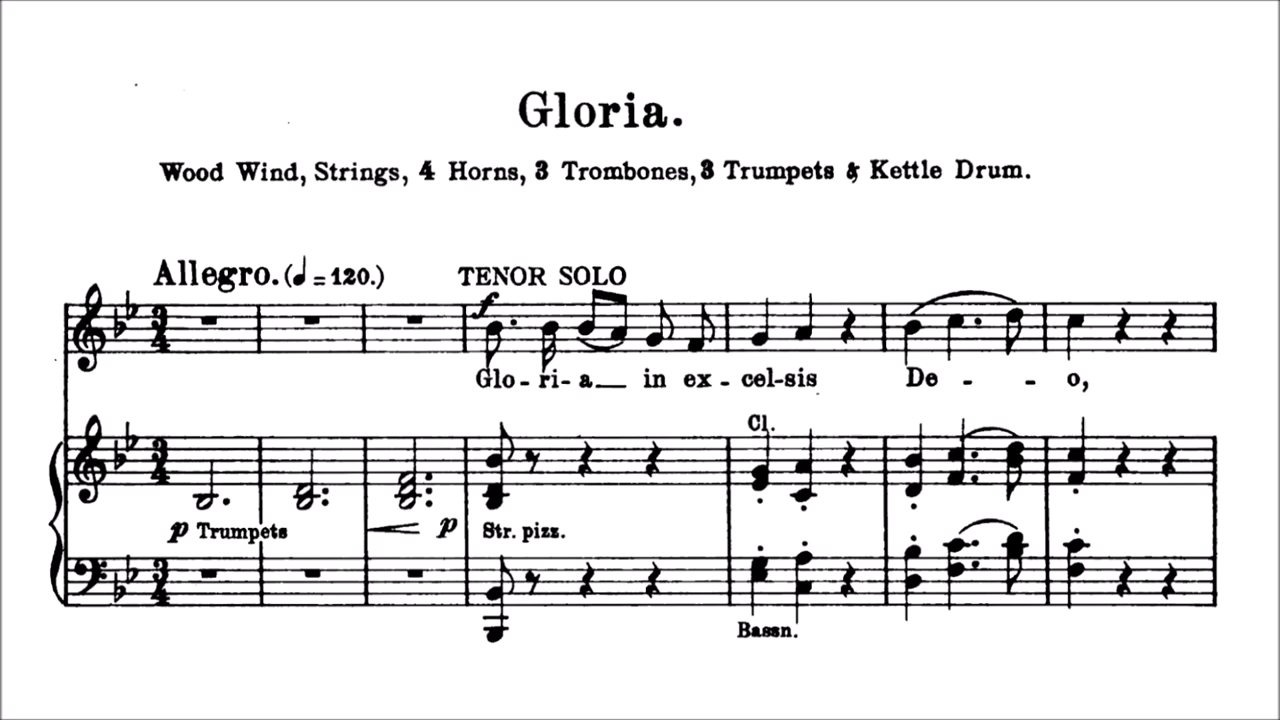 Gloria.
Wood Wind, Strings, 4 Horns, 3 Trombones, 3 Trumpets & Kettle Drum.
Allegro. (♩ = 120.) TENOR SOLO
f
Glo - ri - a in ex - cel - sis De - - o,
Cl.
p Trumpets p Str. pizz.
Bassn.